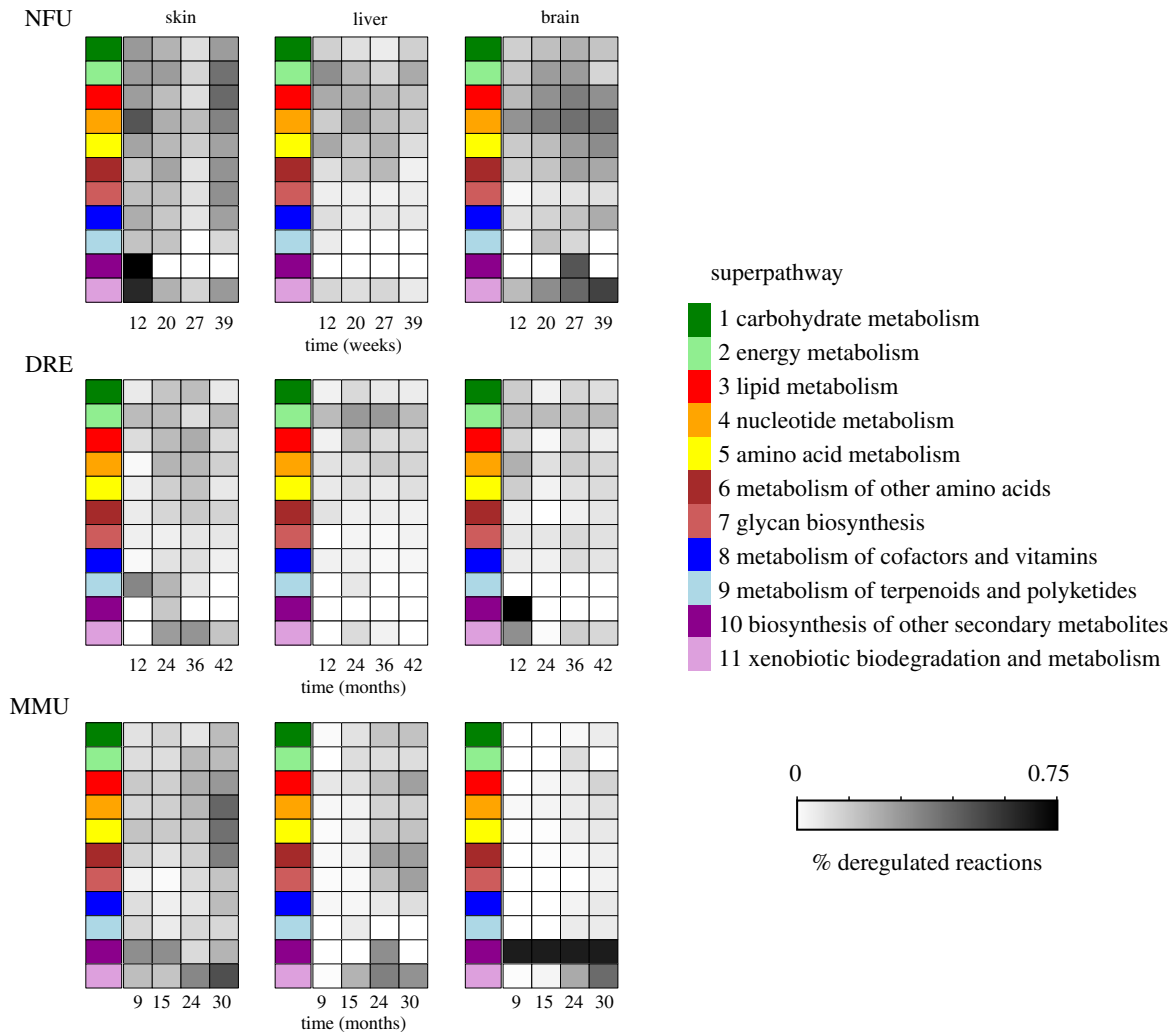 NFU
skin
liver
brain
12 20 27 39
12 20 27 39
12 20 27 39
time (weeks)
DRE
12 24 36 42
12 24 36 42
12 24 36 42
time (months)
MMU
9 15 24 30
9 15 24 30
9 15 24 30
time (months)
superpathway
1 carbohydrate metabolism
2 energy metabolism
3 lipid metabolism
4 nucleotide metabolism
5 amino acid metabolism
6 metabolism of other amino acids
7 glycan biosynthesis
8 metabolism of cofactors and vitamins
9 metabolism of terpenoids and polyketides
10 biosynthesis of other secondary metabolites
11 xenobiotic biodegradation and metabolism
0 0.75
% deregulated reactions